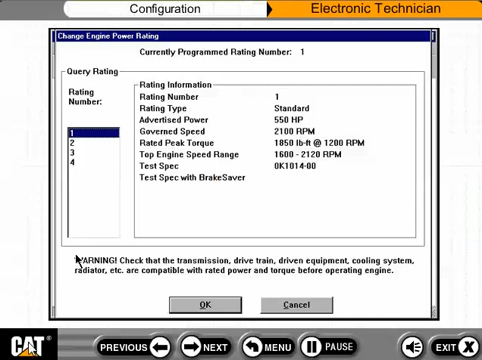 Configuration
Electronic Technician
Change Engine Power Rating
Currently Programmed Rating Number: 1
Query Rating
Rating Number:
1
2
3
4
Rating Information
Rating Number 1
Rating Type Standard
Advertised Power 550 HP
Governed Speed 2100 RPM
Rated Peak Torque 1850 lb-ft @ 1200 RPM
Top Engine Speed Range 1600 - 2120 RPM
Test Spec 0K1014-00
Test Spec with BrakeSaver
WARNING! Check that the transmission, drive train, driven equipment, cooling system,
radiator, etc. are compatible with rated power and torque before operating engine.
OK
Cancel
CAT
PREVIOUS
NEXT
MENU
PAUSE
EXIT